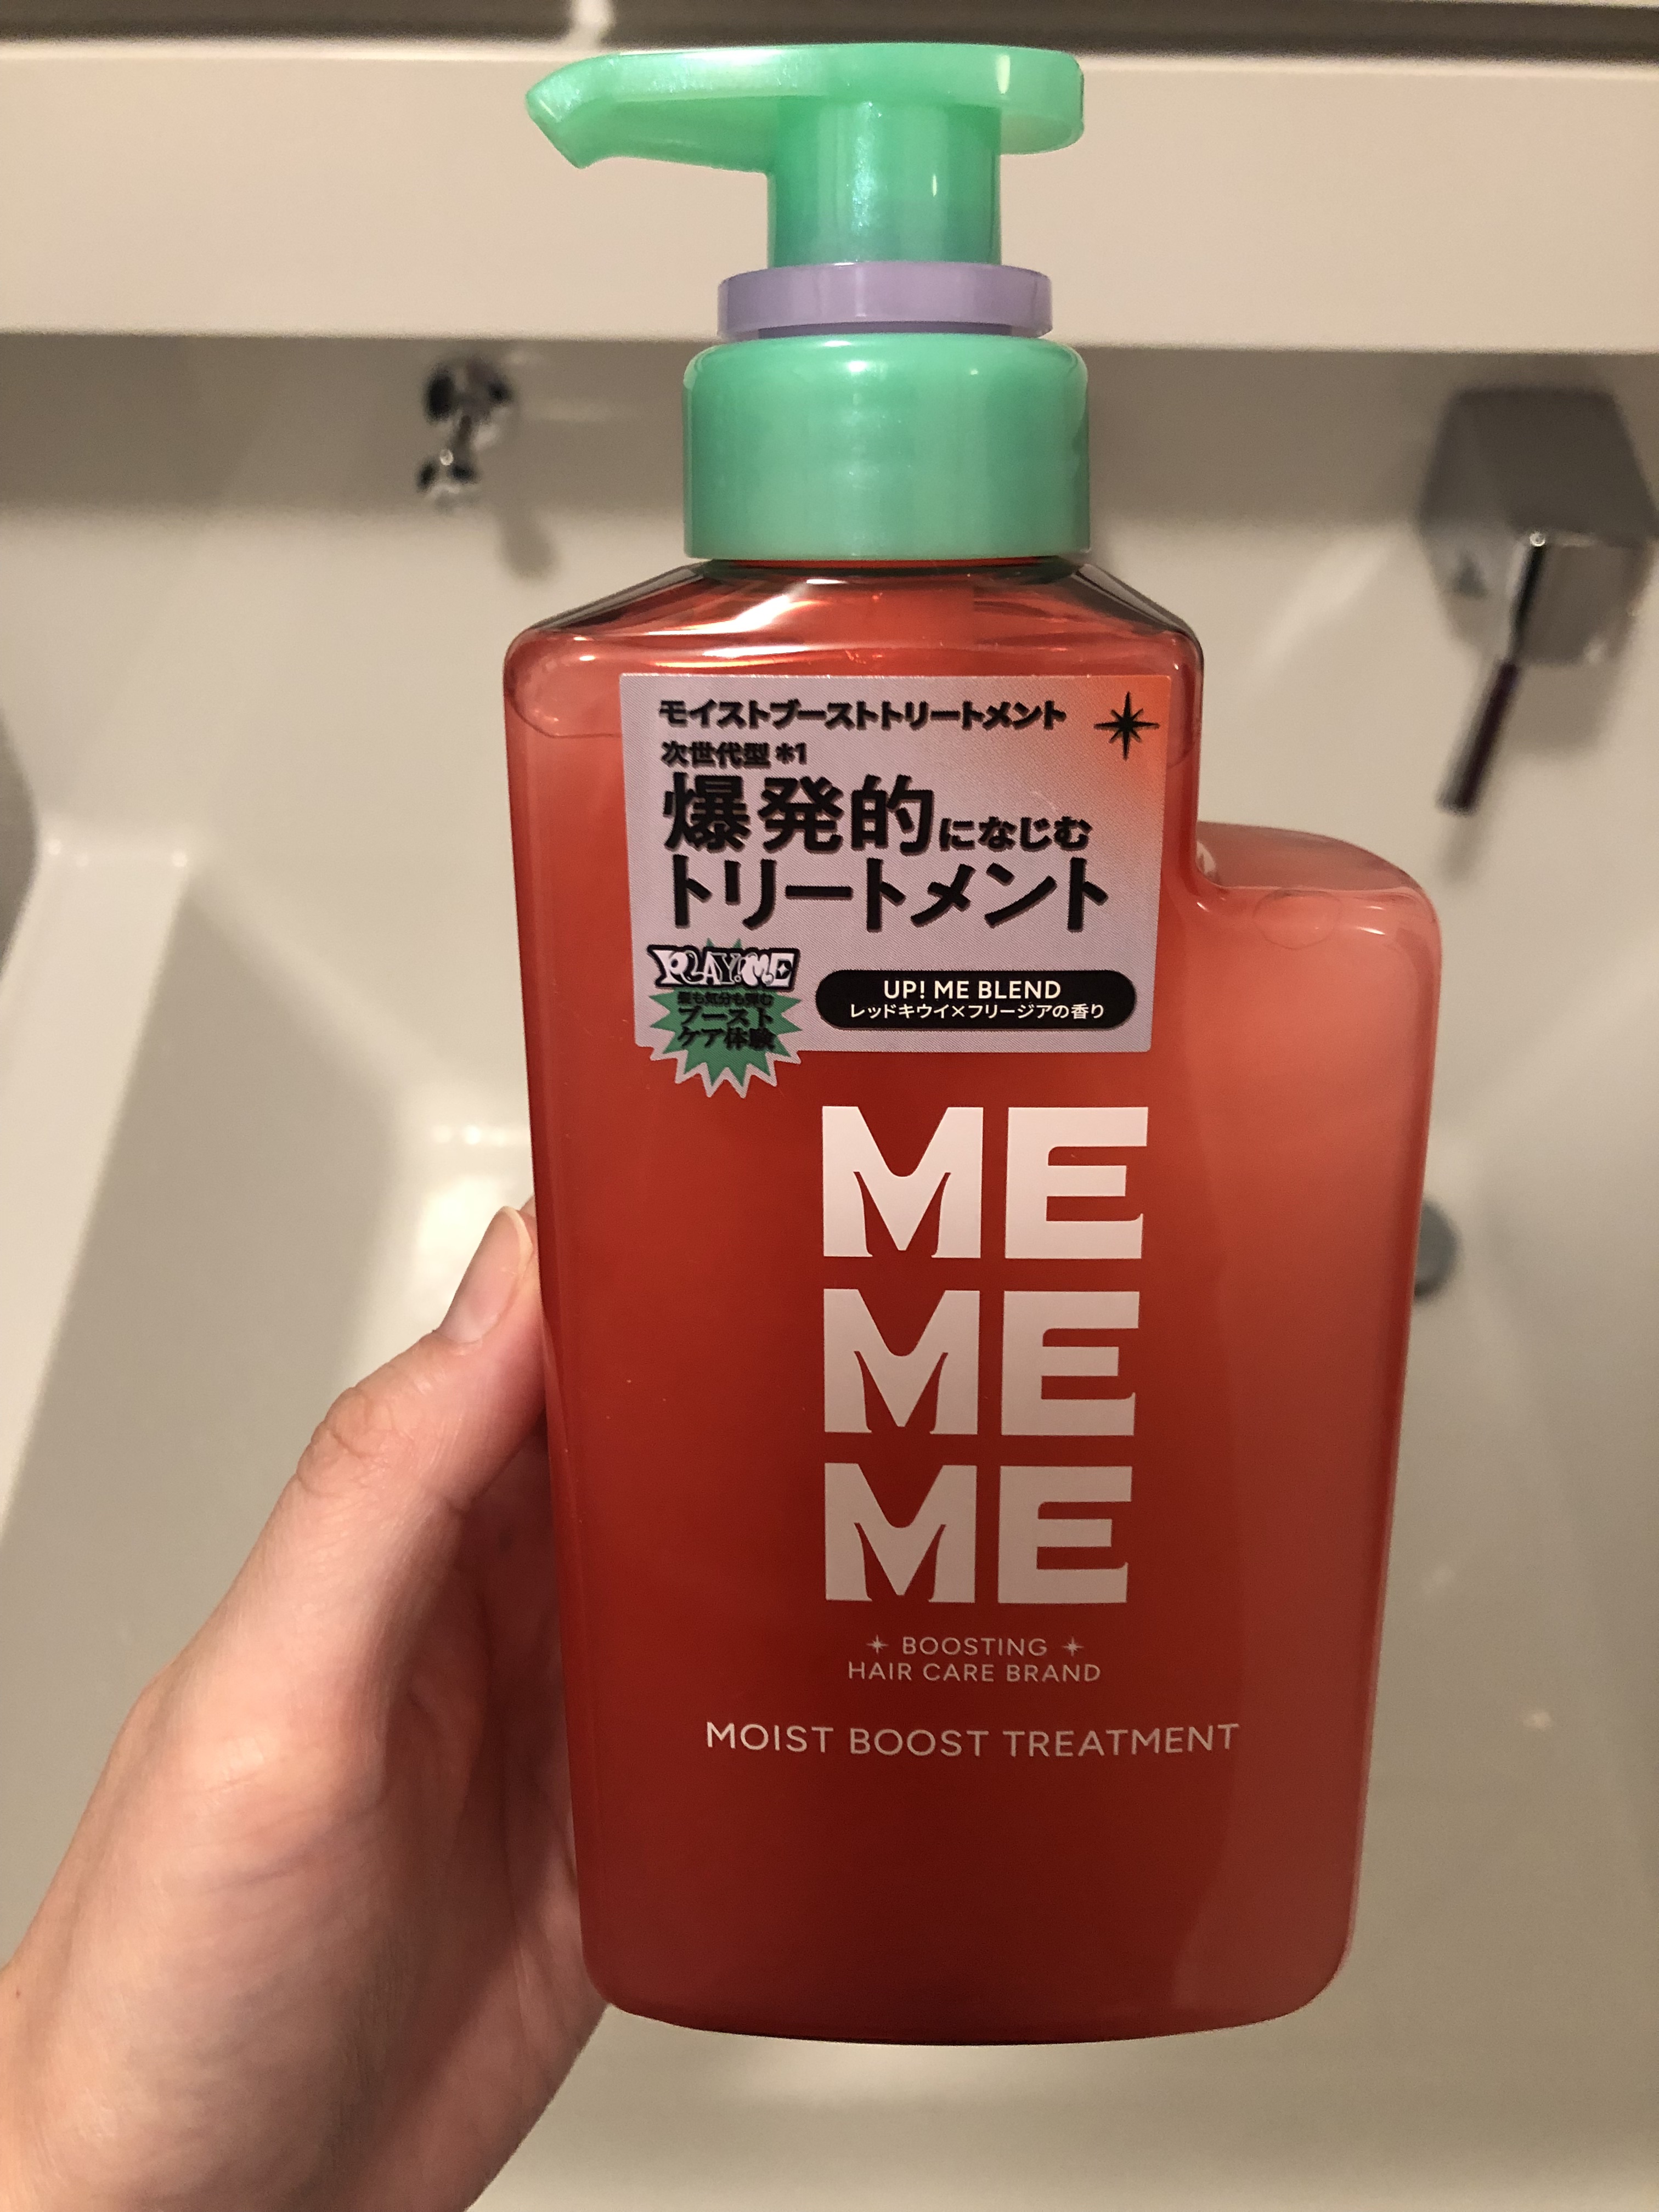 モイストブーストトリートメント
次世代型 *1
爆発的になじむ
トリートメント
PLAY!ME
髪も気分も弾む
ブースト
ケア体験
UP! ME BLEND
レッドキウイ×フリージアの香り
ME
ME
ME
BOOSTING
HAIR CARE BRAND
MOIST BOOST TREATMENT